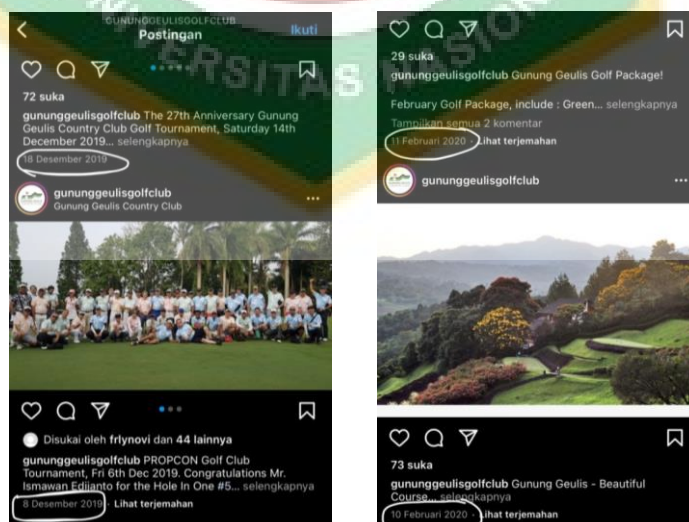 GUNUNGGEULISGOLFCLUB
Postingan
Ikuti
72 suka
gununggeulisgolfclub The 27th Anniversary Gunung
Geulis Country Club Golf Tournament, Saturday 14th
December 2019... selengkapnya
18 Desember 2019
gununggeulisgolfclub
Gunung Geulis Country Club
Disukai oleh frlynovi dan 44 lainnya
gununggeulisgolfclub PROPCON Golf Club
Tournament, Fri 6th Dec 2019. Congratulations Mr.
Ismawan Edijanto for the Hole In One #5... selengkapnya
8 Desember 2019 · Lihat terjemahan
29 suka
gununggeulisgolfclub Gunung Geulis Golf Package!
February Golf Package, include : Green... selengkapnya
Tampilkan semua 2 komentar
11 Februari 2020 · Lihat terjemahan
gununggeulisgolfclub
73 suka
gununggeulisgolfclub Gunung Geulis - Beautiful
Course... selengkapnya
10 Februari 2020 · Lihat terjemahan
UNIVERSITAS NASIONAL